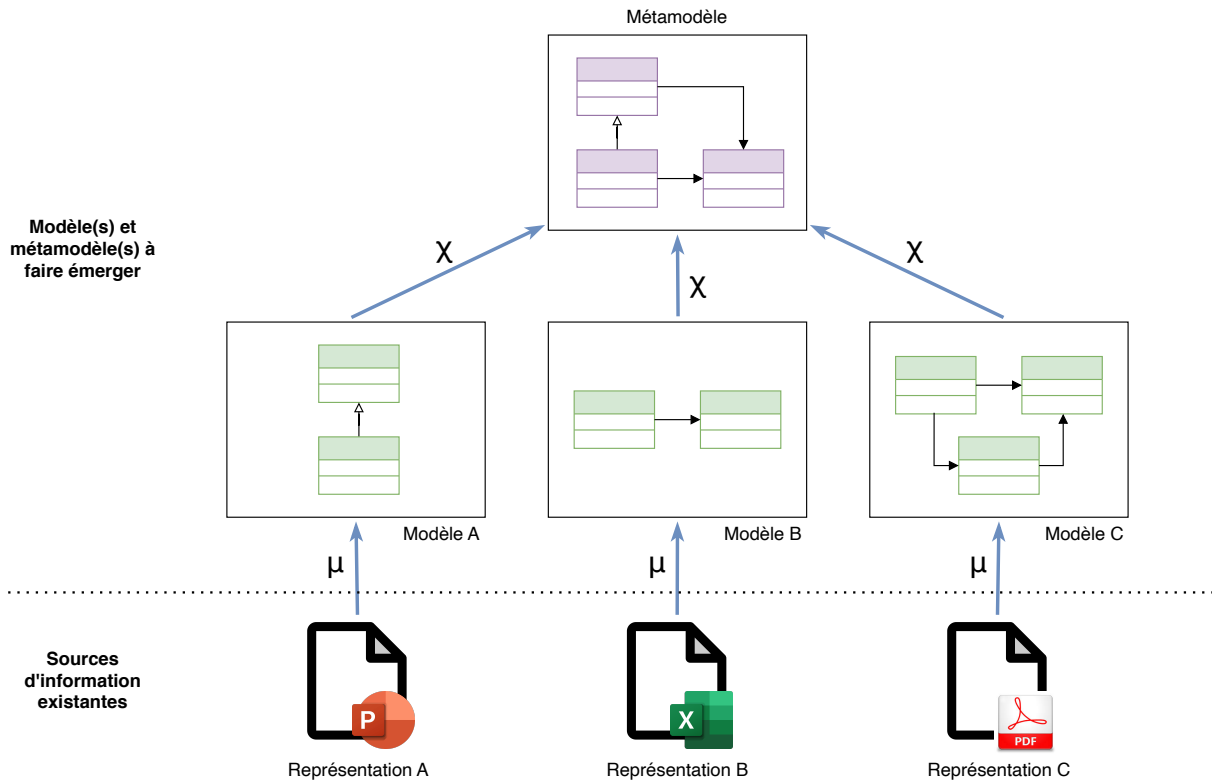 Métamodèle
Modèle(s) et
métamodèle(s) à
faire émerger
χ
χ
χ
Modèle A
Modèle B
Modèle C
μ
μ
μ
Sources
d'information
existantes
P
X
PDF
Représentation A
Représentation B
Représentation C